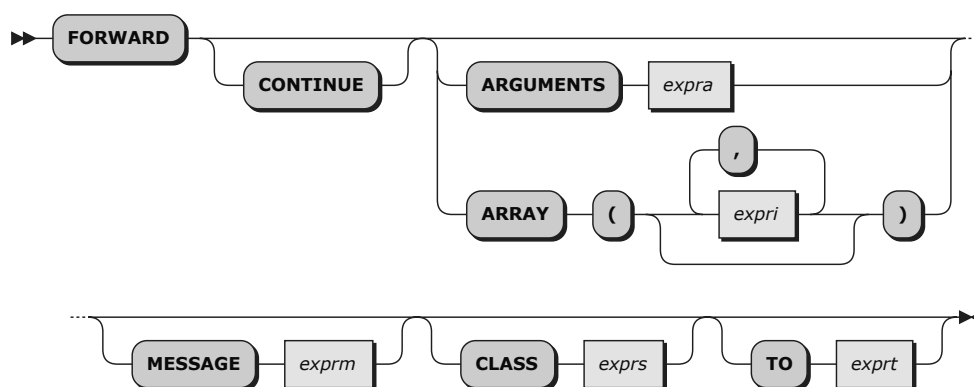 FORWARD
CONTINUE ARGUMENTS expra
,
ARRAY ( expri )
MESSAGE exprm CLASS exprs TO exprt